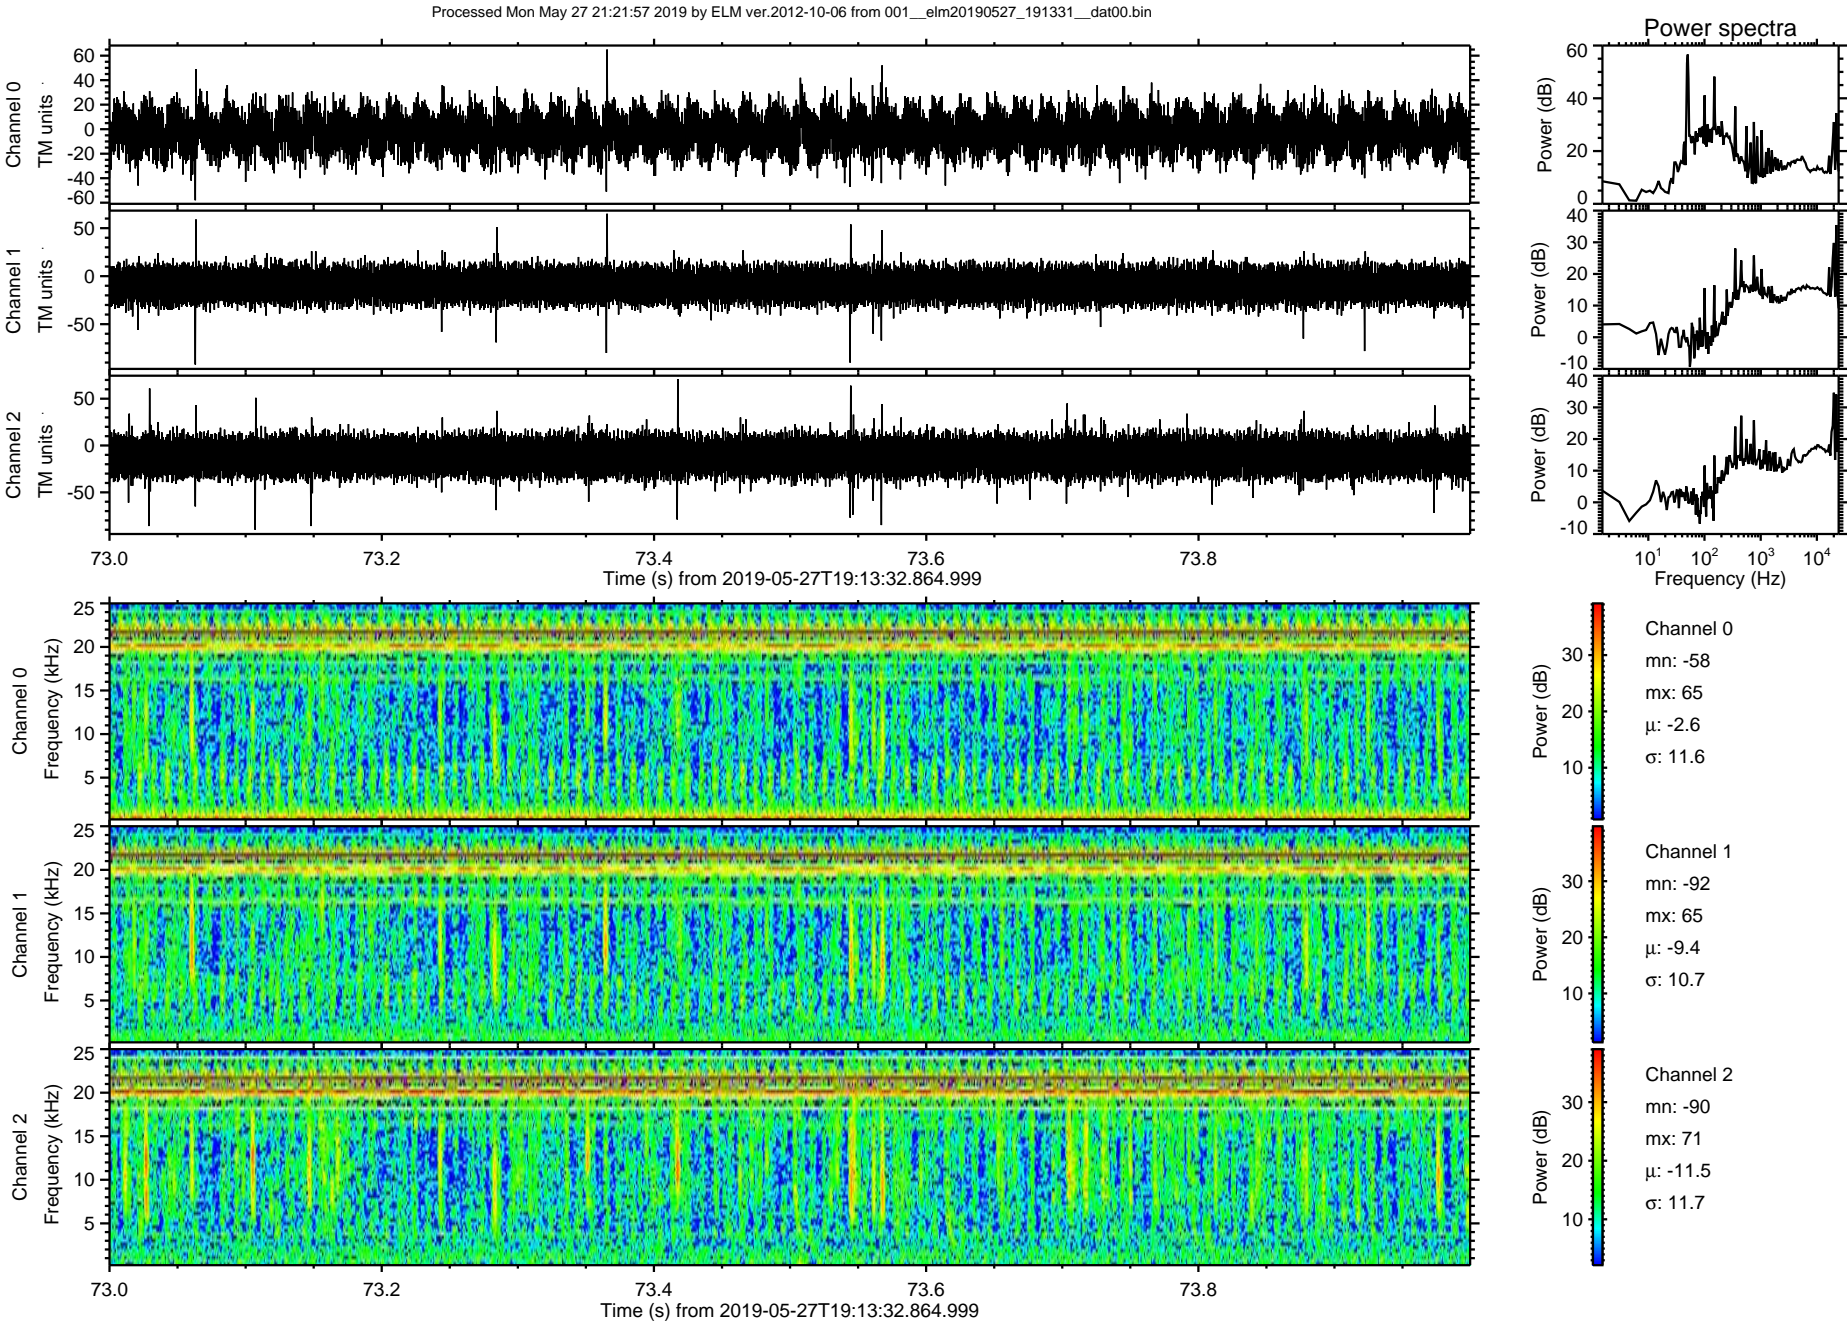 Processed Mon May 27 21:21:57 2019 by ELM ver.2012-10-06 from 001__elm20190527_191331__dat00.bin
Power spectra
Channel 0
TM units
60
40
20
0
-20
-40
-60
Power (dB)
60
40
20
0
Channel 1
TM units
50
0
-50
Power (dB)
40
30
20
10
0
-10
Channel 2
TM units
50
0
-50
Power (dB)
40
30
20
10
0
-10
73.0 73.2 73.4 73.6 73.8
Time (s) from 2019-05-27T19:13:32.864.999
10¹ 10² 10³ 10⁴
Frequency (Hz)
Channel 0
Frequency (kHz)
25
20
15
10
5
Power (dB)
30
20
10
Channel 0
mn: -58
mx: 65
μ: -2.6
σ: 11.6
Channel 1
Frequency (kHz)
25
20
15
10
5
Power (dB)
30
20
10
Channel 1
mn: -92
mx: 65
μ: -9.4
σ: 10.7
Channel 2
Frequency (kHz)
25
20
15
10
5
Power (dB)
30
20
10
Channel 2
mn: -90
mx: 71
μ: -11.5
σ: 11.7
73.0 73.2 73.4 73.6 73.8
Time (s) from 2019-05-27T19:13:32.864.999